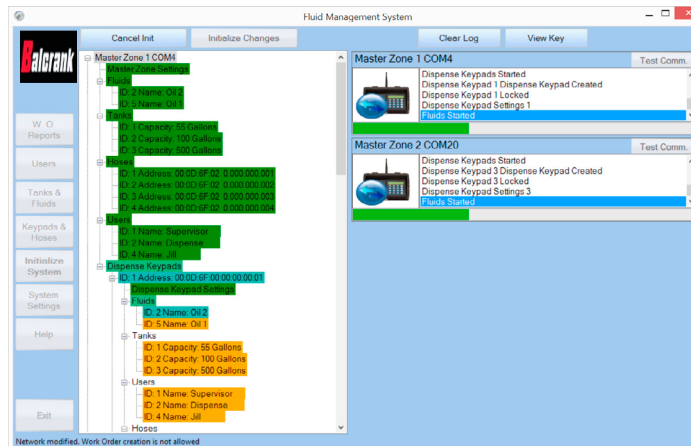 Fluid Management System
Balcrank
Cancel Init
Initialize Changes
Clear Log
View Key
W. O. Reports
Users
Tanks & Fluids
Keypads & Hoses
Initialize System
System Settings
Help
Exit
Master Zone 1 COM4
Master Zone Settings
Fluids
ID: 2 Name: Oil 2
ID: 5 Name: Oil 1
Tanks
ID: 1 Capacity: 55 Gallons
ID: 2 Capacity: 100 Gallons
ID: 3 Capacity: 500 Gallons
Hoses
ID: 1 Address: 00:0D:6F:02: 0.000.000.001
ID: 2 Address: 00:0D:6F:02: 0.000.000.002
ID: 3 Address: 00:0D:6F:02: 0.000.000.003
ID: 4 Address: 00:0D:6F:02: 0.000.000.004
Users
ID: 1 Name: Supervisor
ID: 2 Name: Dispense
ID: 4 Name: Jill
Dispense Keypads
ID: 1 Address: 00:0D:6F:00:00:00:00:01
Dispense Keypad Settings
Fluids
ID: 2 Name: Oil 2
ID: 5 Name: Oil 1
Tanks
ID: 1 Capacity: 55 Gallons
ID: 2 Capacity: 100 Gallons
ID: 3 Capacity: 500 Gallons
Users
ID: 1 Name: Supervisor
ID: 2 Name: Dispense
ID: 4 Name: Jill
Hoses
Master Zone 1 COM4
Test Comm.
Dispense Keypads Started
Dispense Keypad 1 Dispense Keypad Created
Dispense Keypad 1 Locked
Dispense Keypad Settings 1
Fluids Started
Master Zone 2 COM20
Test Comm.
Dispense Keypads Started
Dispense Keypad 3 Dispense Keypad Created
Dispense Keypad 3 Locked
Dispense Keypad Settings 3
Fluids Started
Network modified. Work Order creation is not allowed